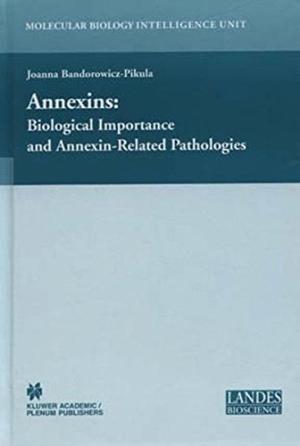 MOLECULAR BIOLOGY INTELLIGENCE UNIT
Joanna Bandorowicz-Pikula
Annexins:
Biological Importance
and Annexin-Related Pathologies
KLUWER ACADEMIC /
PLENUM PUBLISHERS
LANDES
BIOSCIENCE